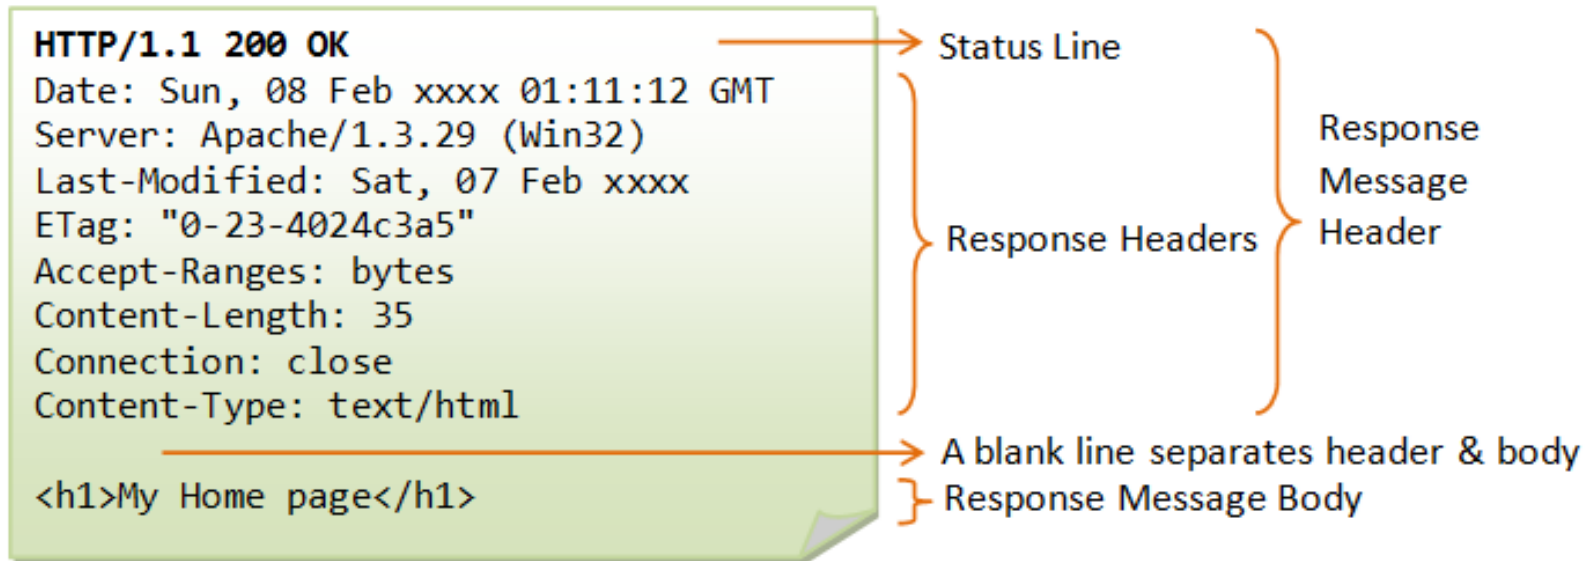 HTTP/1.1 200 OK
Date: Sun, 08 Feb xxxx 01:11:12 GMT
Server: Apache/1.3.29 (Win32)
Last-Modified: Sat, 07 Feb xxxx
ETag: "0-23-4024c3a5"
Accept-Ranges: bytes
Content-Length: 35
Connection: close
Content-Type: text/html
<h1>My Home page</h1>
Status Line
Response Headers
Response
Message
Header
A blank line separates header & body
Response Message Body